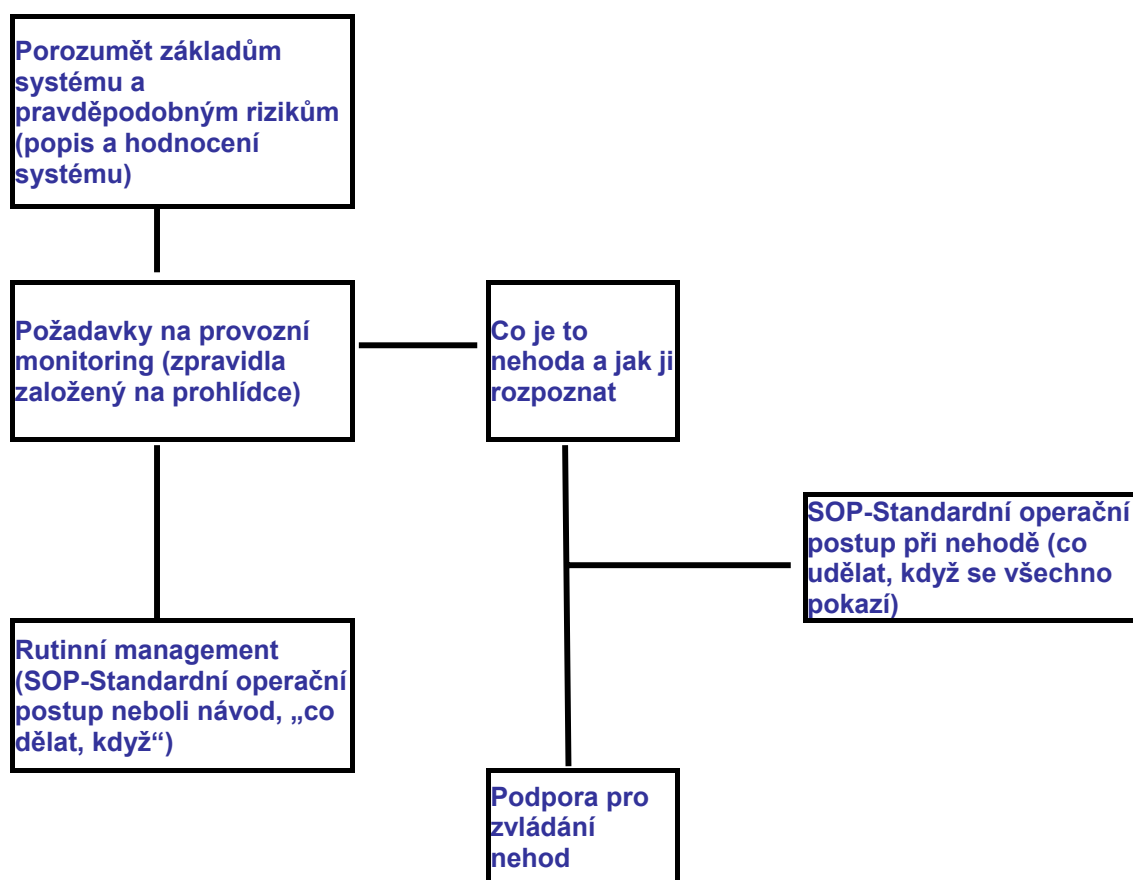 Porozumět základům
systému a
pravděpodobným rizikům
(popis a hodnocení
systému)
Požadavky na provozní
monitoring (zpravidla
založený na prohlídce)
Co je to
nehoda a jak ji
rozpoznat
SOP-Standardní operační
postup při nehodě (co
udělat, když se všechno
pokazí)
Rutinní management
(SOP-Standardní operační
postup neboli návod, „co
dělat, když“)
Podpora pro
zvládání
nehod